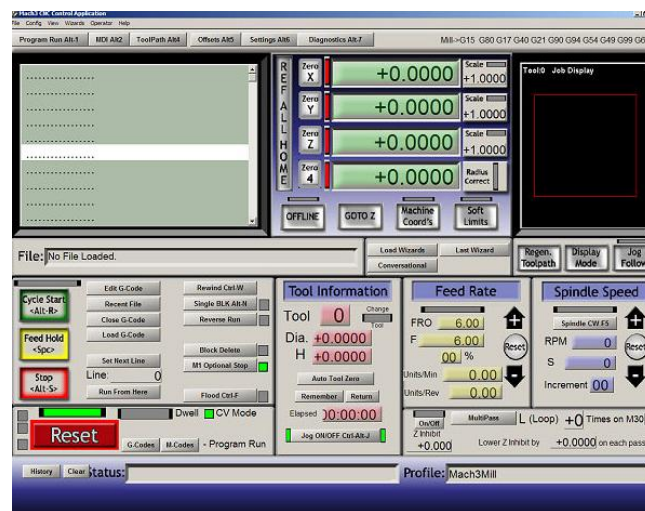 Mach3 CNC Control Application
File Config View Wizards Operator Help
Program Run Alt-1 MDI Alt2 ToolPath Alt4 Offsets Alt5 Settings Alt6 Diagnostics Alt-7 Mill->G15 G80 G17 G40 G21 G90 G94 G54 G49 G99 G6
REF ALL HOME
Zero X +0.0000 Scale +1.0000
Zero Y +0.0000 Scale +1.0000
Zero Z +0.0000 Scale +1.0000
Zero 4 +0.0000 Radius Correct
OFFLINE GOTO Z Machine Coord's Soft Limits
Tool:0 Job Display
File: No File Loaded.
Load Wizards Last Wizard
Conversational
Regen. Toolpath Display Mode Jog Follow
Cycle Start <Alt-R>
Feed Hold <Spc>
Stop <Alt-S>
Edit G-Code Rewind Ctrl-W
Recent File Single BLK Alt-N
Close G-Code Reverse Run
Load G-Code
Block Delete
Set Next Line M1 Optional Stop
Line: 0
Run From Here Flood Ctrl-F
Dwell CV Mode
Reset G-Codes M-Codes - Program Run
Tool Information
Tool 0 Change Tool
Dia. +0.0000
H +0.0000
Auto Tool Zero
Remember Return
Elapsed 00:00:00
Jog ON/OFF Ctrl-Alt-J
Feed Rate
FRO 6.00
F 6.00
00 % Reset
Units/Min 0.00
Units/Rev 0.00
Spindle Speed
Spindle CW F5
RPM 0 Reset
S 0
Increment 00
On/Off MultiPass L (Loop) +0 Times on M30
Z Inhibit
+0.000 Lower Z Inhibit by +0.0000 on each pass
History Clear Status: Profile: Mach3Mill